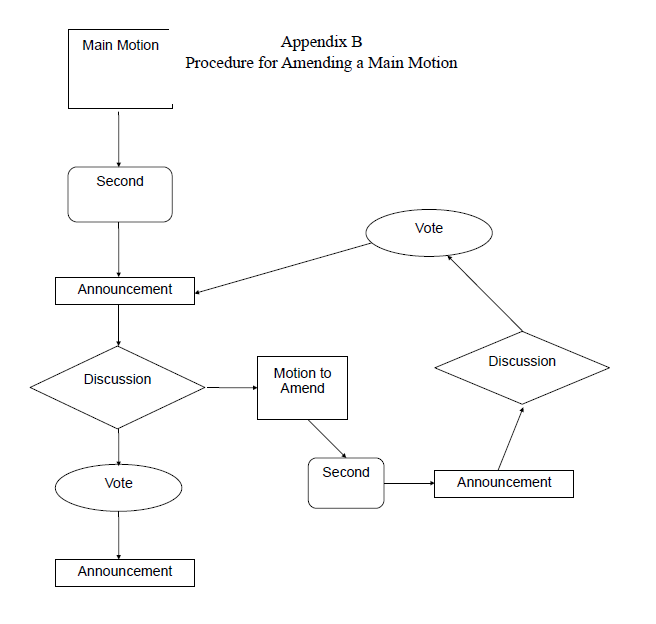 Appendix B
Procedure for Amending a Main Motion
Main Motion
Second
Vote
Announcement
Discussion
Motion to
Amend
Discussion
Second
Announcement
Vote
Announcement